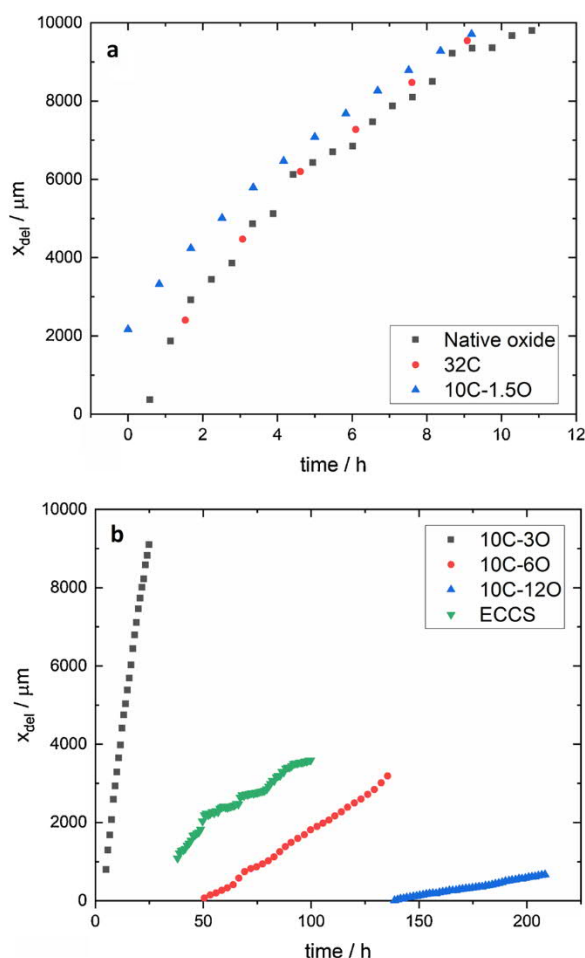 a
10000
8000
6000
4000
2000
0
x_del / μm
0 2 4 6 8 10 12
time / h
Native oxide
32C
10C-1.5O
b
10000
8000
6000
4000
2000
0
x_del / μm
0 50 100 150 200
time / h
10C-3O
10C-6O
10C-12O
ECCS